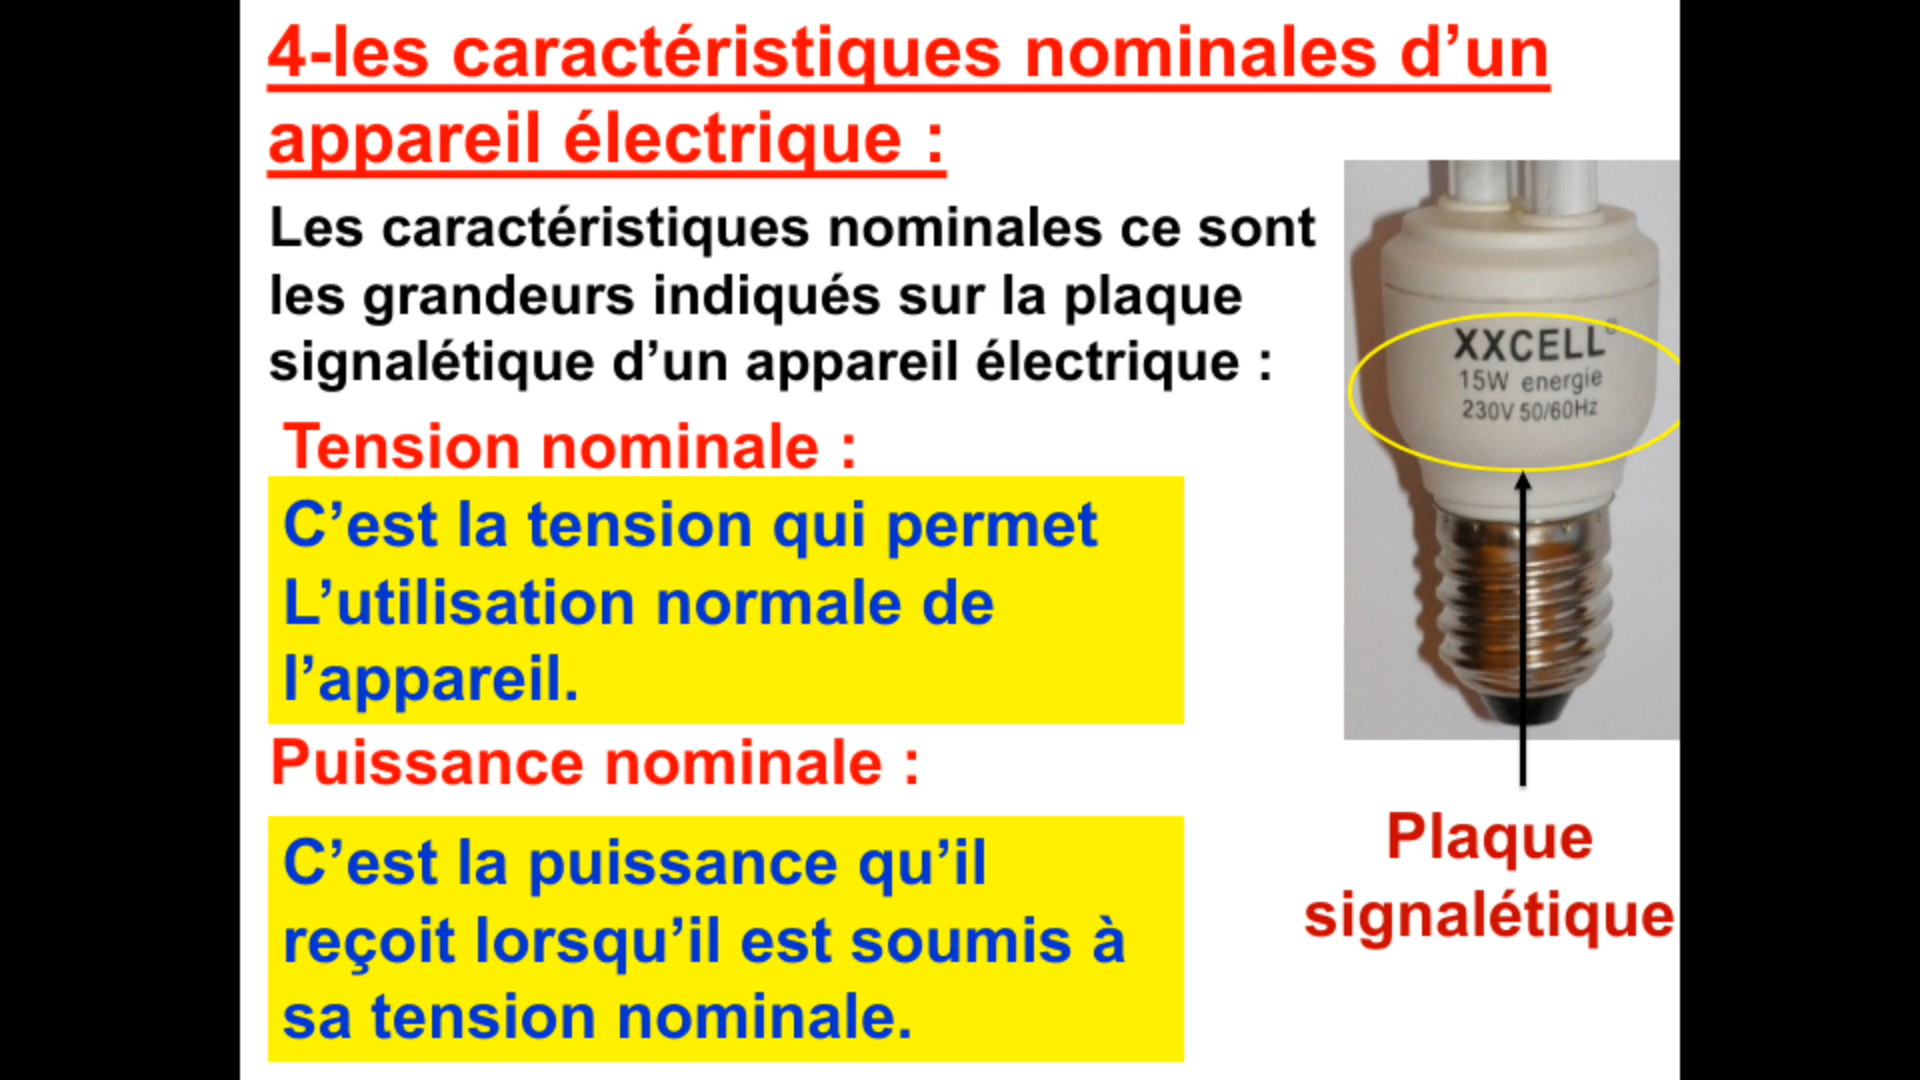 4-les caractéristiques nominales d’un
appareil électrique :
Les caractéristiques nominales ce sont
les grandeurs indiqués sur la plaque
signalétique d’un appareil électrique :
Tension nominale :
C’est la tension qui permet
L’utilisation normale de
l’appareil.
Puissance nominale :
C’est la puissance qu’il
reçoit lorsqu’il est soumis à
sa tension nominale.
XXCELL
15W energie
230V 50/60Hz
Plaque
signalétique